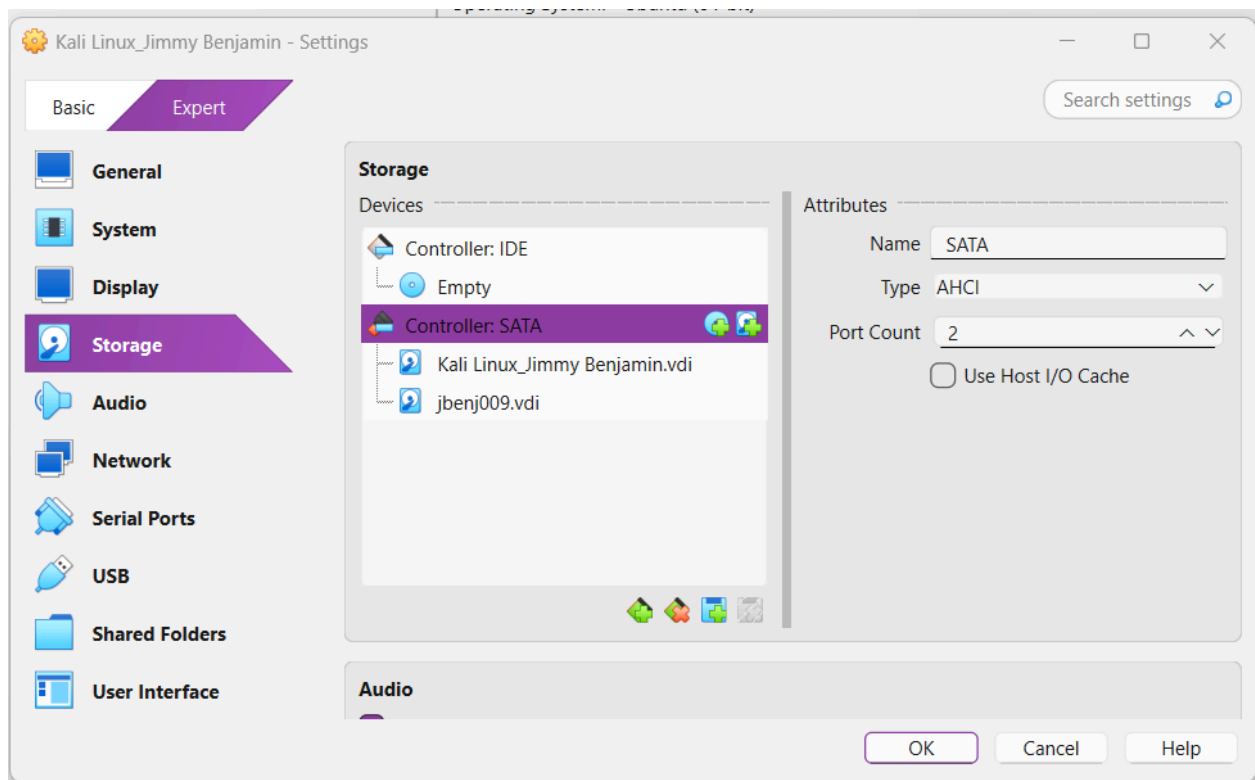 Kali Linux_Jimmy Benjamin - Settings
Basic
Expert
Search settings
General
System
Display
Storage
Audio
Network
Serial Ports
USB
Shared Folders
User Interface
Storage
Devices
Controller: IDE
Empty
Controller: SATA
Kali Linux_Jimmy Benjamin.vdi
jbenj009.vdi
Attributes
Name SATA
Type AHCI
Port Count 2
Use Host I/O Cache
Audio
OK
Cancel
Help